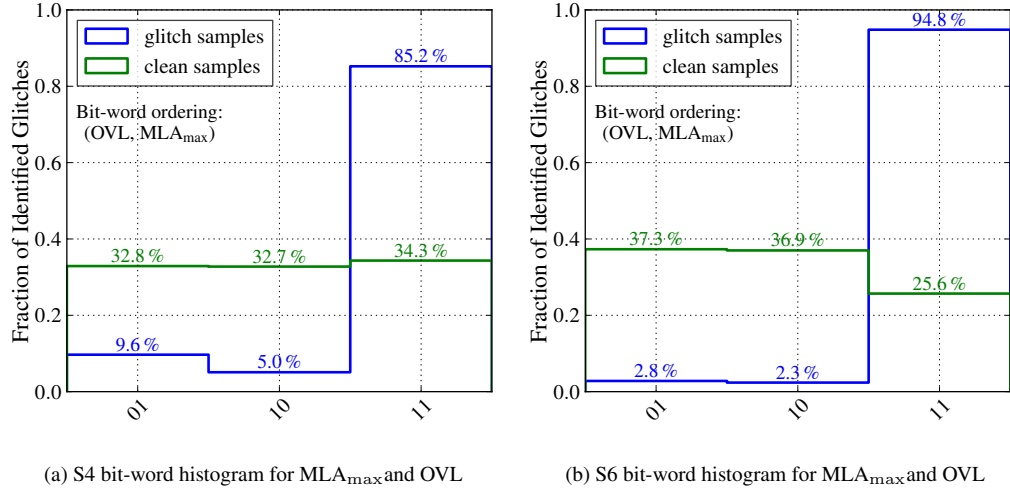 Fraction of Identified Glitches
1.0
0.8
0.6
0.4
0.2
0.0
glitch samples
clean samples
Bit-word ordering:
(OVL, MLAmax)
85.2 %
32.8 %
32.7 %
34.3 %
9.6 %
5.0 %
01
10
11
(a) S4 bit-word histogram for MLAmax and OVL
Fraction of Identified Glitches
1.0
0.8
0.6
0.4
0.2
0.0
glitch samples
clean samples
Bit-word ordering:
(OVL, MLAmax)
94.8 %
37.3 %
36.9 %
25.6 %
2.8 %
2.3 %
01
10
11
(b) S6 bit-word histogram for MLAmax and OVL